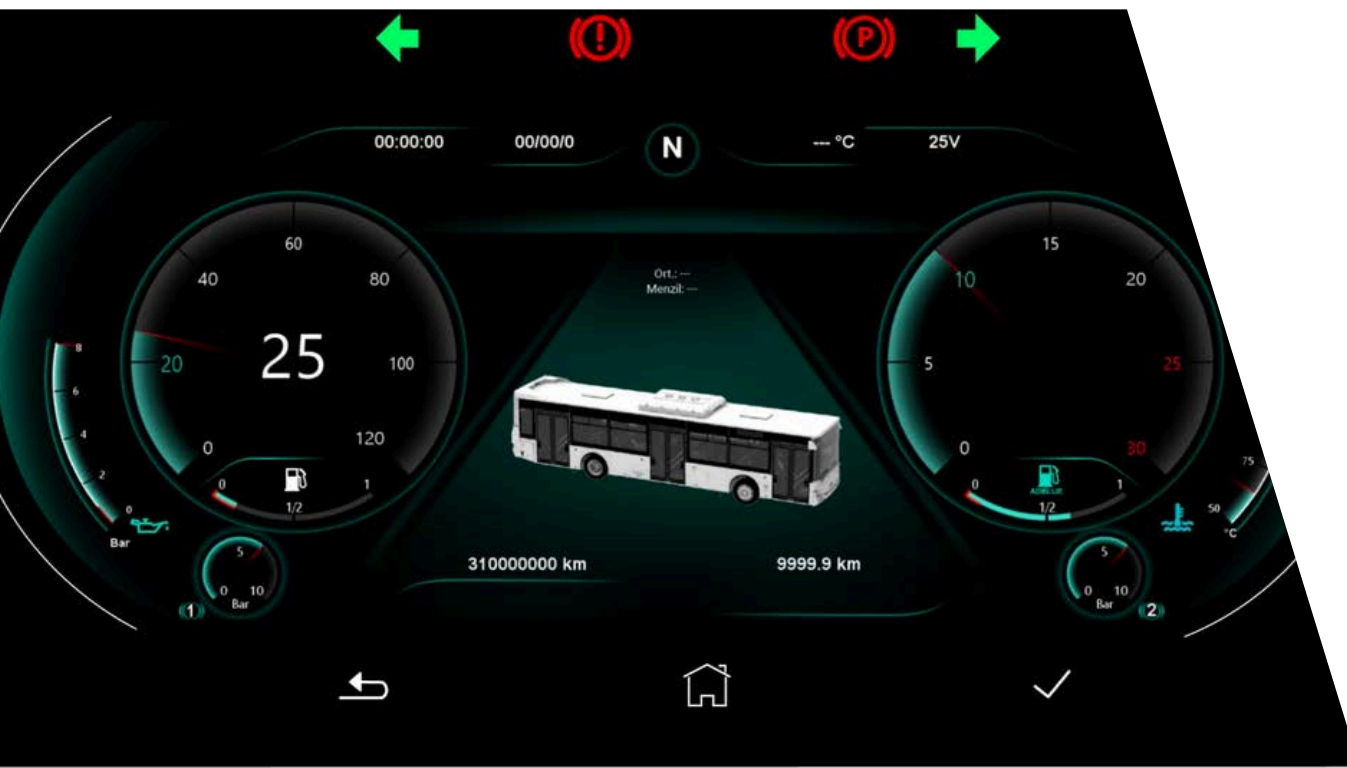 P
00:00:00 00/00/0 N --- °C 25V
60 15
40 80 10 20
Ort.: ---
Menzil: ---
25
20 100 5 25
8
6
4
2
0
Bar
0 120 0 30
0 1/2 1
0 1/2 1
ADBLUE
75
50
°C
5
0 10
Bar
1
310000000 km 9999.9 km
5
0 10
Bar
2